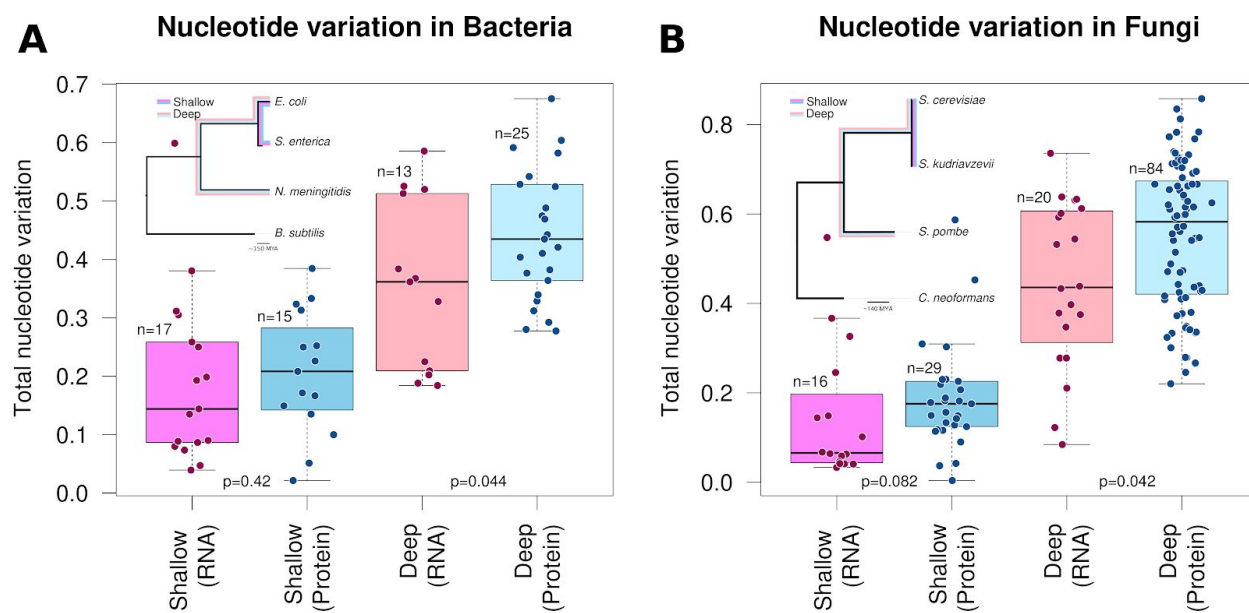 A
Nucleotide variation in Bacteria
Total nucleotide variation
0.7
0.6
0.5
0.4
0.3
0.2
0.1
0.0
Shallow
Deep
E. coli
S. enterica
N. meningitidis
B. subtilis
~150 MYA
n=17
n=15
n=13
n=25
p=0.42
p=0.044
Shallow
(RNA)
Shallow
(Protein)
Deep
(RNA)
Deep
(Protein)
B
Nucleotide variation in Fungi
Total nucleotide variation
0.8
0.6
0.4
0.2
0.0
Shallow
Deep
S. cerevisiae
S. kudriavzevii
S. pombe
C. neoformans
~140 MYA
n=16
n=29
n=20
n=84
p=0.082
p=0.042
Shallow
(RNA)
Shallow
(Protein)
Deep
(RNA)
Deep
(Protein)